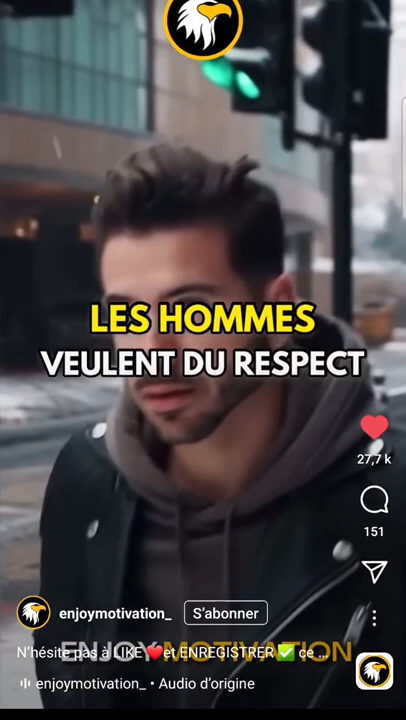 LES HOMMES
VEULENT DU RESPECT
27,7 k
151
enjoymotivation_ S'abonner
ENJOY MOTIVATION
N'hésite pas à LIKE ❤️et ENREGISTRER ✅ ce ...
enjoymotivation_ • Audio d'origine